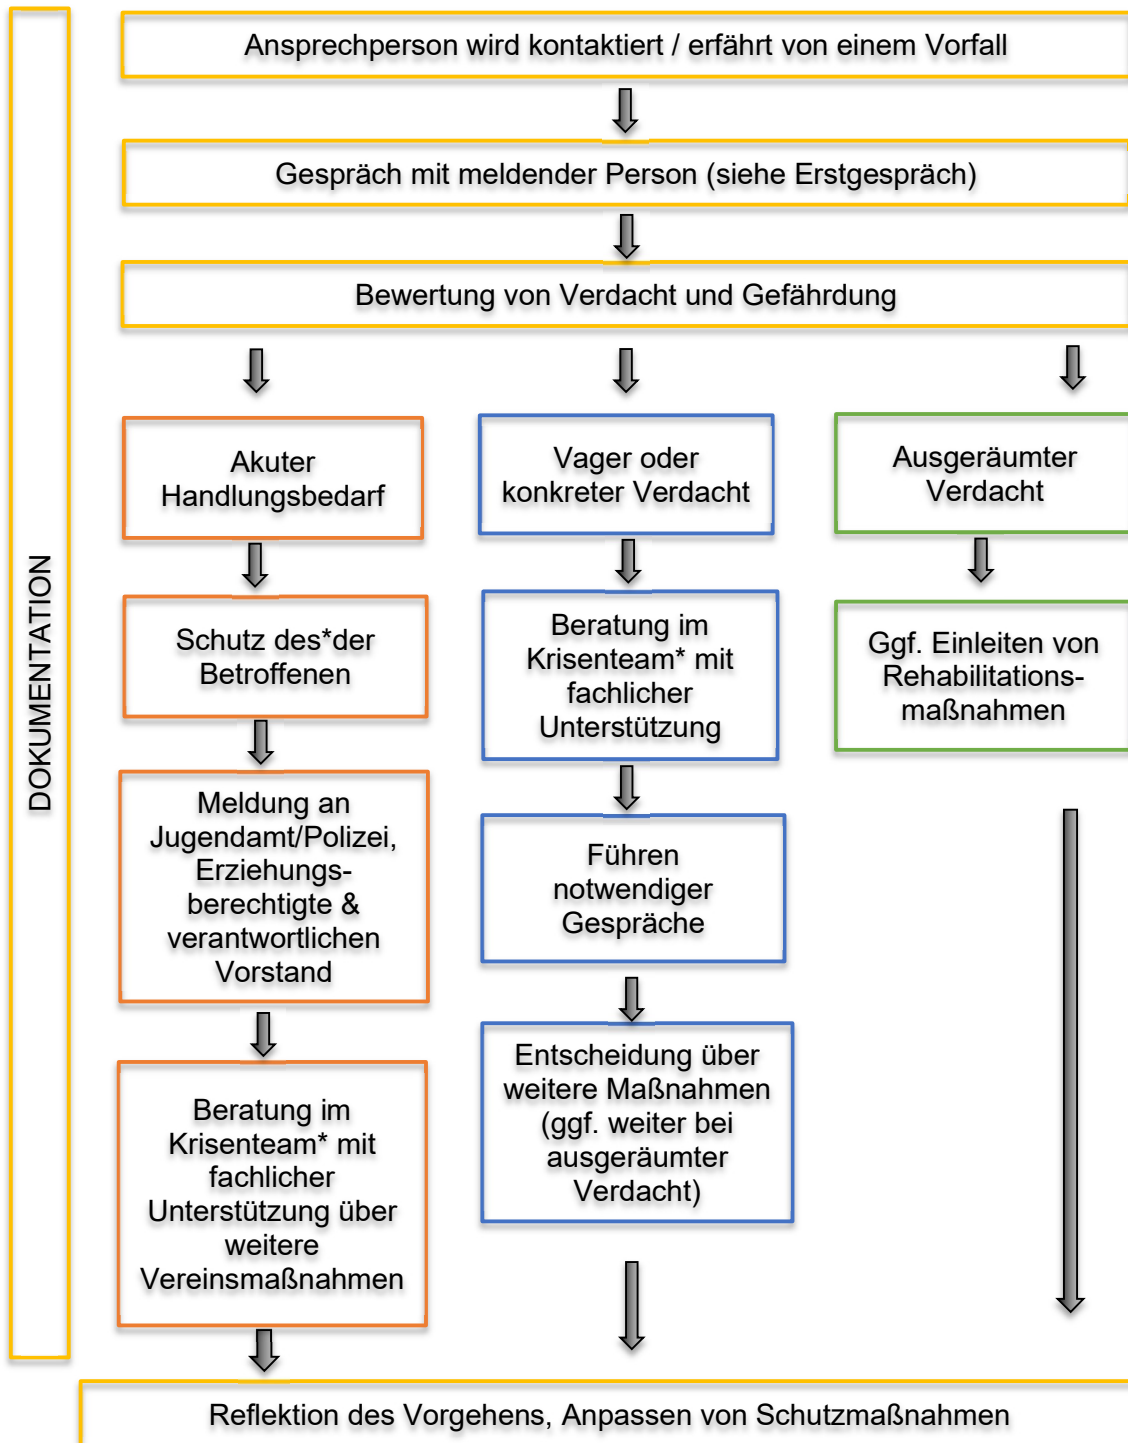 DOKUMENTATION
Ansprechperson wird kontaktiert / erfährt von einem Vorfall
Gespräch mit meldender Person (siehe Erstgespräch)
Bewertung von Verdacht und Gefährdung
Akuter
Handlungsbedarf
Schutz des*der
Betroffenen
Meldung an
Jugendamt/Polizei,
Erziehungs-
berechtigte &
verantwortlichen
Vorstand
Beratung im
Krisenteam* mit
fachlicher
Unterstützung über
weitere
Vereinsmaßnahmen
Vager oder
konkreter Verdacht
Beratung im
Krisenteam* mit
fachlicher
Unterstützung
Führen
notwendiger
Gespräche
Entscheidung über
weitere Maßnahmen
(ggf. weiter bei
ausgeräumter
Verdacht)
Ausgeräumter
Verdacht
Ggf. Einleiten von
Rehabilitations-
maßnahmen
Reflektion des Vorgehens, Anpassen von Schutzmaßnahmen